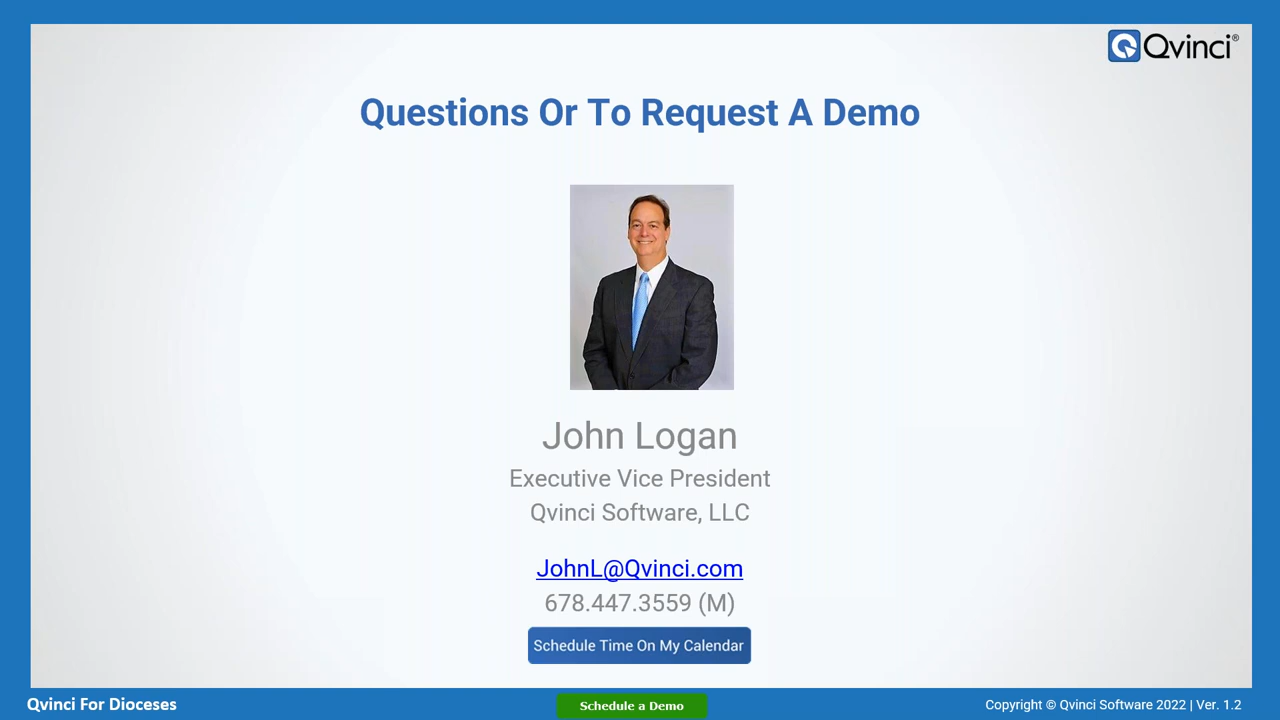 Qvinci®
Questions Or To Request A Demo
John Logan
Executive Vice President
Qvinci Software, LLC
JohnL@Qvinci.com
678.447.3559 (M)
Schedule Time On My Calendar
Qvinci For Dioceses
Schedule a Demo
Copyright © Qvinci Software 2022 | Ver. 1.2